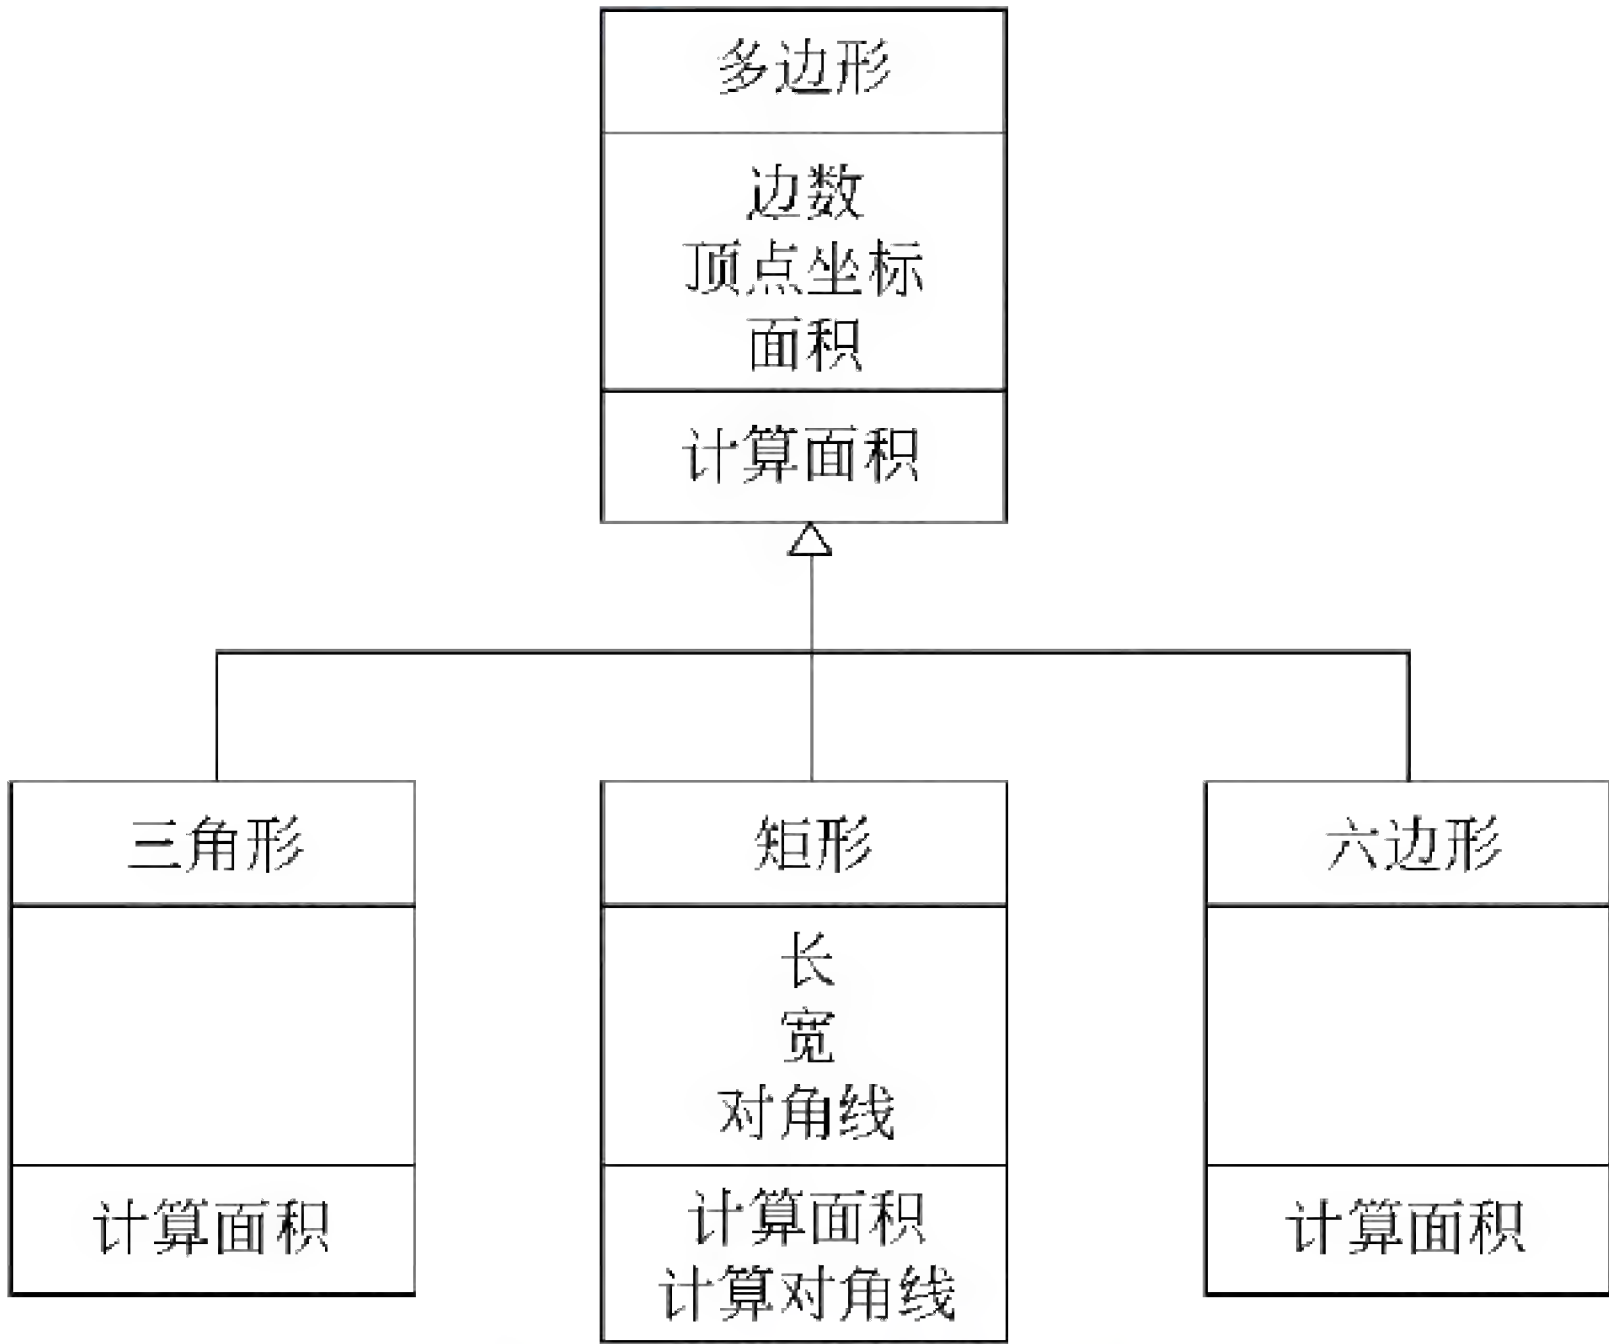 多边形
边数
顶点坐标
面积
计算面积
三角形
计算面积
矩形
长
宽
对角线
计算面积
计算对角线
六边形
计算面积